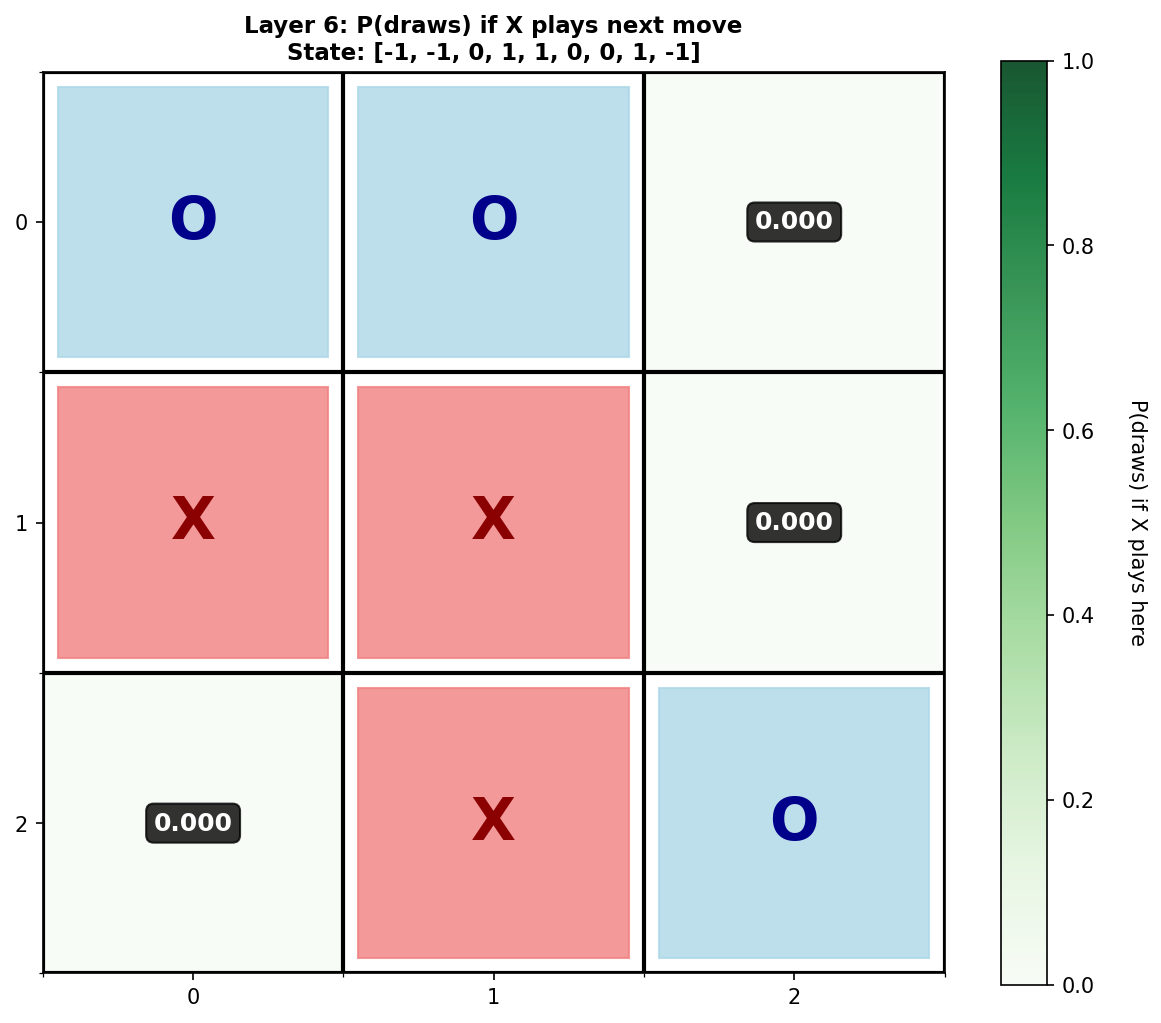 Layer 6: P(draws) if X plays next move
State: [-1, -1, 0, 1, 1, 0, 0, 1, -1]
1.0
0.8
0.6
0.4
0.2
0.0
P(draws) if X plays here
0
O
O
0.000
1
X
X
0.000
2
0.000
X
O
0
1
2